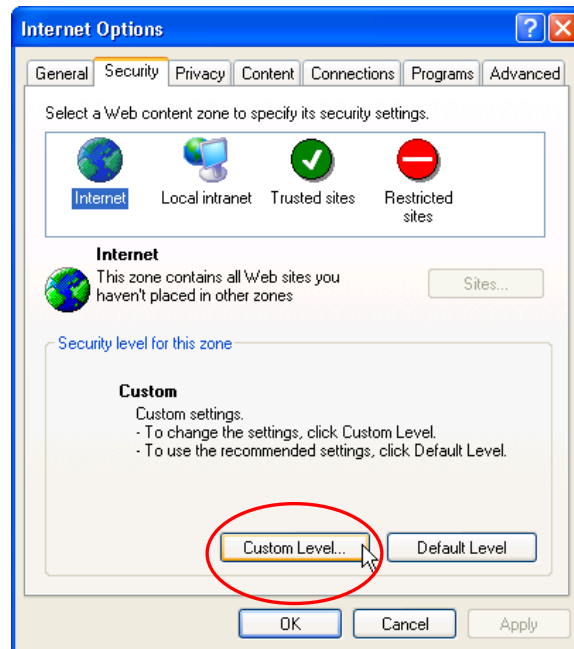 Internet Options
General Security Privacy Content Connections Programs Advanced
Select a Web content zone to specify its security settings.
Internet Local intranet Trusted sites Restricted
sites
Internet
This zone contains all Web sites you
haven't placed in other zones
Sites...
Security level for this zone
Custom
Custom settings.
- To change the settings, click Custom Level.
- To use the recommended settings, click Default Level.
Custom Level... Default Level
OK Cancel Apply